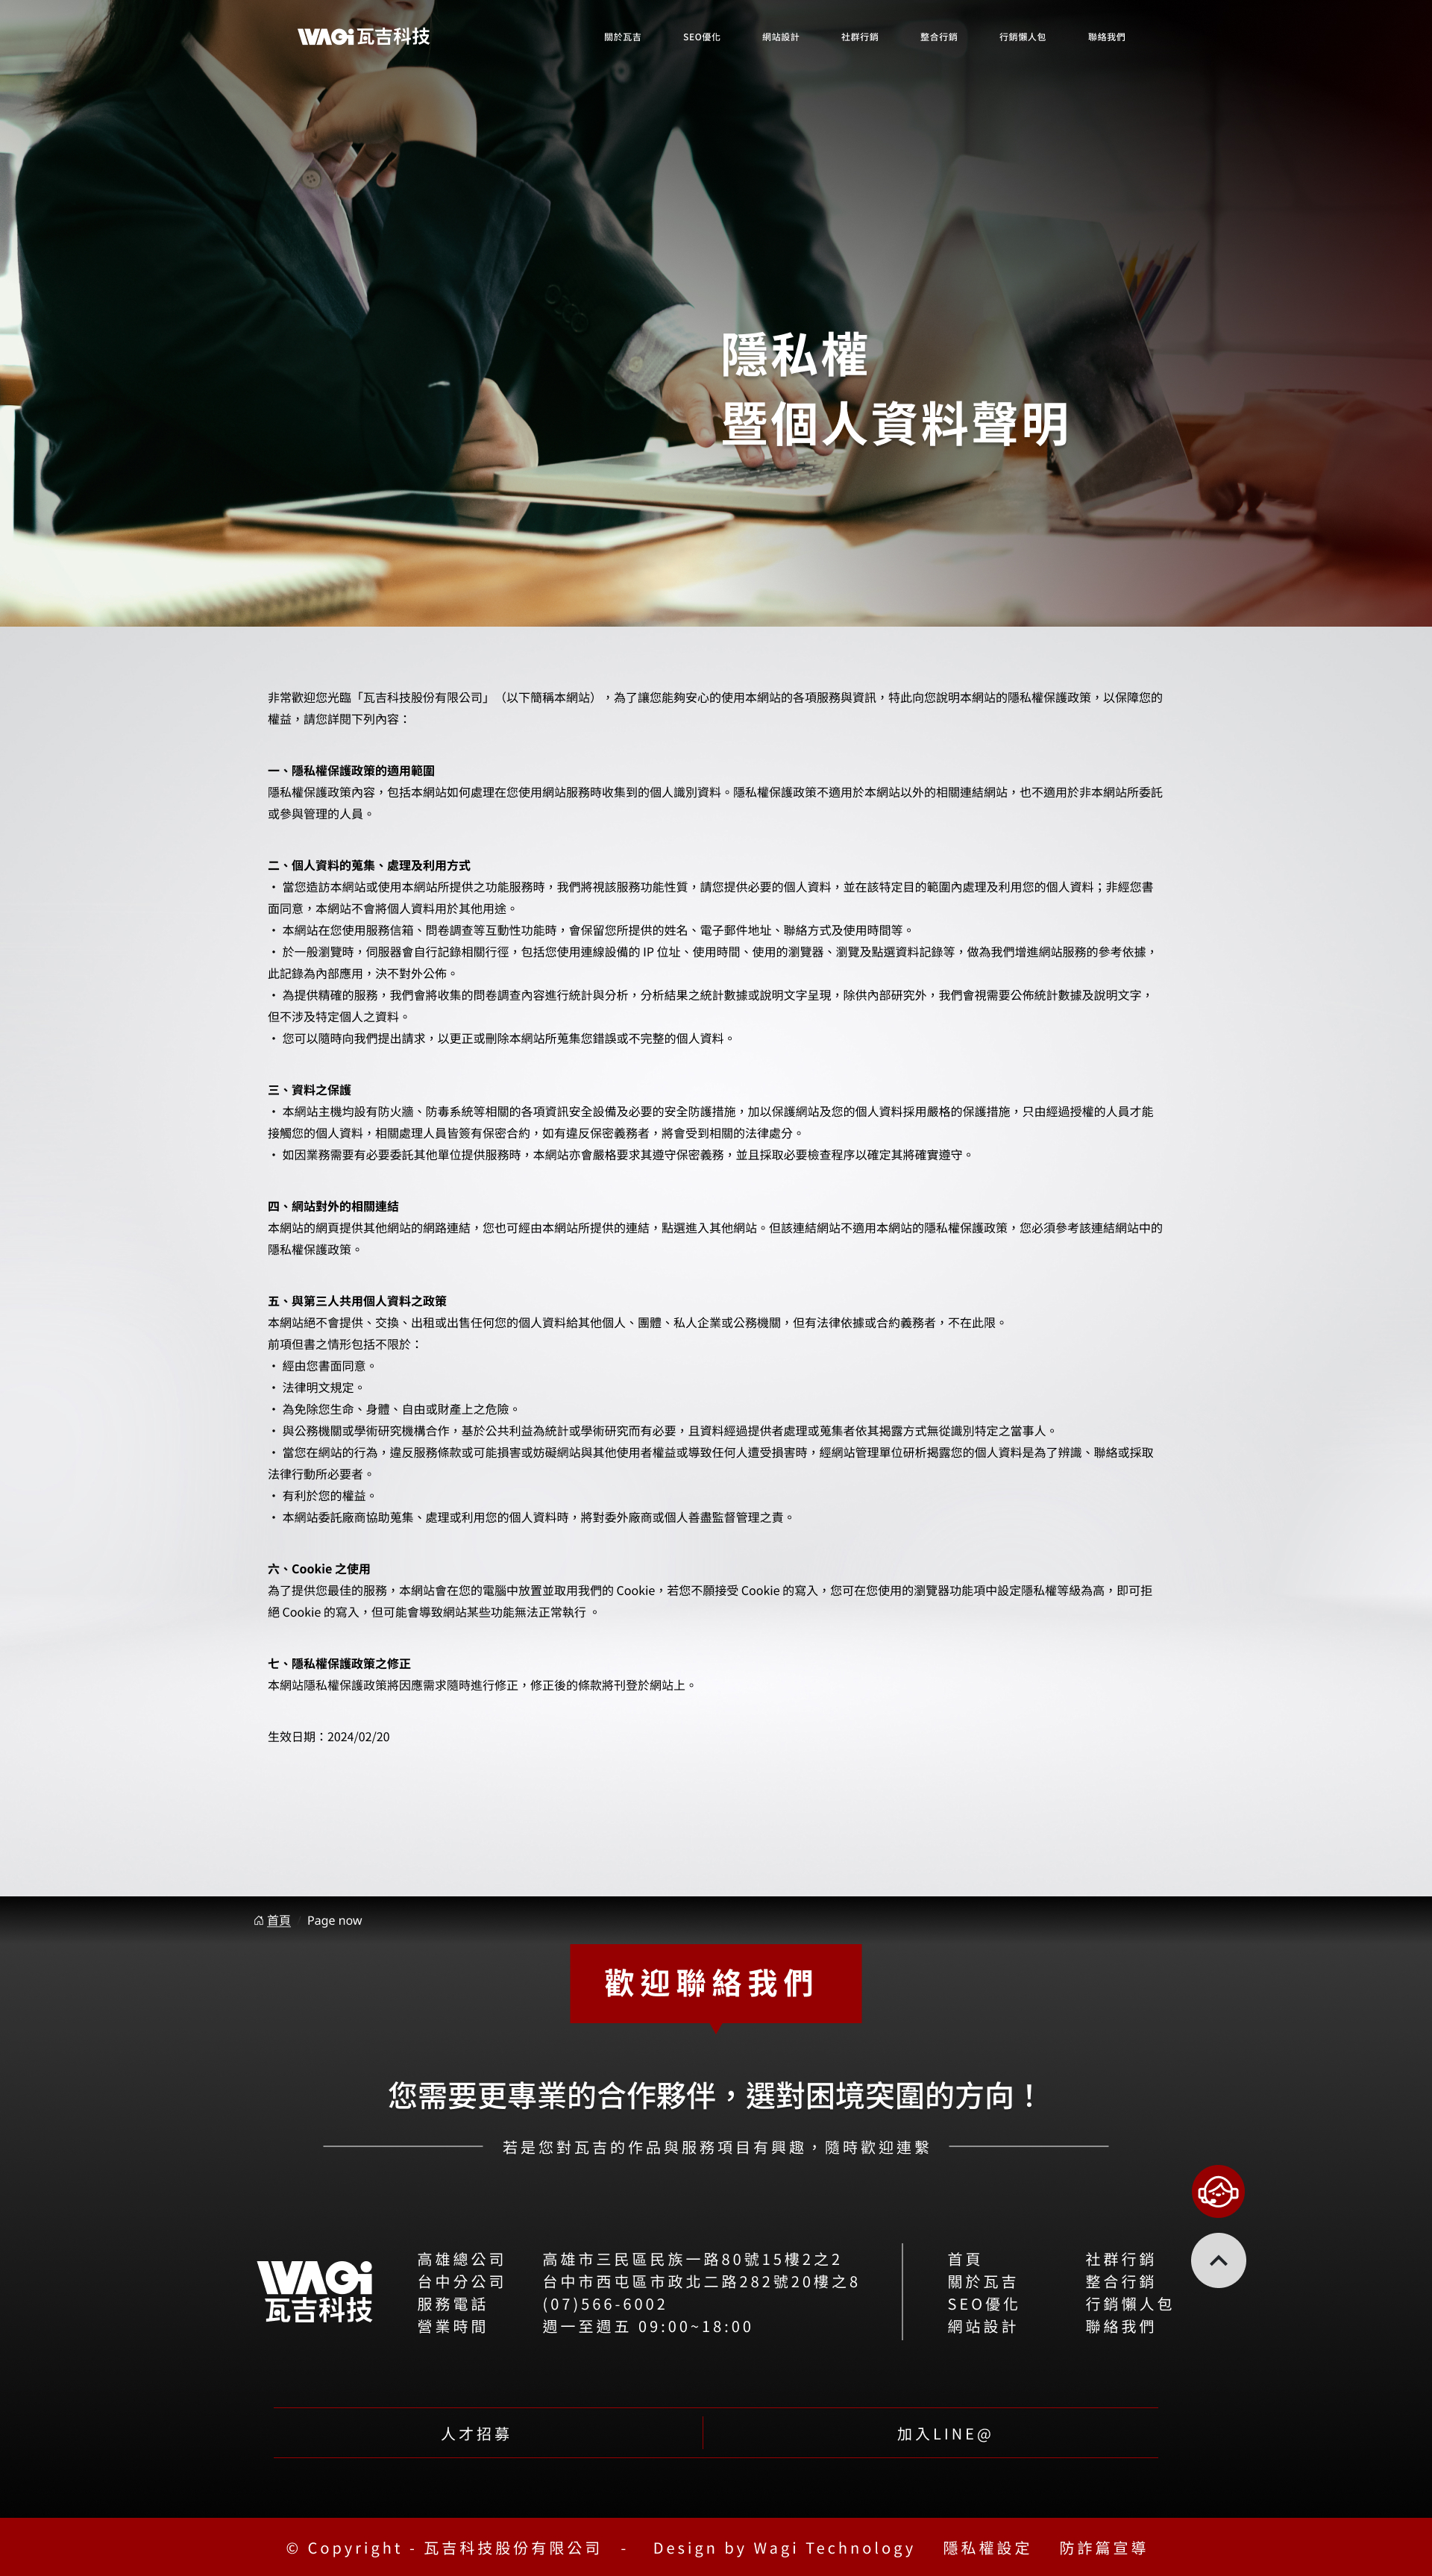 WAGi瓦吉科技
關於瓦吉 SEO優化 網站設計 社群行銷 整合行銷 行銷懶人包 聯絡我們
隱私權
暨個人資料聲明
非常歡迎您光臨「瓦吉科技股份有限公司」（以下簡稱本網站），為了讓您能夠安心的使用本網站的各項服務與資訊，特此向您說明本網站的隱私權保護政策，以保障您的
權益，請您詳閱下列內容：
一、隱私權保護政策的適用範圍
隱私權保護政策內容，包括本網站如何處理在您使用網站服務時收集到的個人識別資料。隱私權保護政策不適用於本網站以外的相關連結網站，也不適用於非本網站所委託
或參與管理的人員。
二、個人資料的蒐集、處理及利用方式
• 當您造訪本網站或使用本網站所提供之功能服務時，我們將視該服務功能性質，請您提供必要的個人資料，並在該特定目的範圍內處理及利用您的個人資料；非經您書
面同意，本網站不會將個人資料用於其他用途。
• 本網站在您使用服務信箱、問卷調查等互動性功能時，會保留您所提供的姓名、電子郵件地址、聯絡方式及使用時間等。
• 於一般瀏覽時，伺服器會自行記錄相關行徑，包括您使用連線設備的 IP 位址、使用時間、使用的瀏覽器、瀏覽及點選資料記錄等，做為我們增進網站服務的參考依據，
此記錄為內部應用，決不對外公佈。
• 為提供精確的服務，我們會將收集的問卷調查內容進行統計與分析，分析結果之統計數據或說明文字呈現，除供內部研究外，我們會視需要公佈統計數據及說明文字，
但不涉及特定個人之資料。
• 您可以隨時向我們提出請求，以更正或刪除本網站所蒐集您錯誤或不完整的個人資料。
三、資料之保護
• 本網站主機均設有防火牆、防毒系統等相關的各項資訊安全設備及必要的安全防護措施，加以保護網站及您的個人資料採用嚴格的保護措施，只由經過授權的人員才能
接觸您的個人資料，相關處理人員皆簽有保密合約，如有違反保密義務者，將會受到相關的法律處分。
• 如因業務需要有必要委託其他單位提供服務時，本網站亦會嚴格要求其遵守保密義務，並且採取必要檢查程序以確定其將確實遵守。
四、網站對外的相關連結
本網站的網頁提供其他網站的網路連結，您也可經由本網站所提供的連結，點選進入其他網站。但該連結網站不適用本網站的隱私權保護政策，您必須參考該連結網站中的
隱私權保護政策。
五、與第三人共用個人資料之政策
本網站絕不會提供、交換、出租或出售任何您的個人資料給其他個人、團體、私人企業或公務機關，但有法律依據或合約義務者，不在此限。
前項但書之情形包括不限於：
• 經由您書面同意。
• 法律明文規定。
• 為免除您生命、身體、自由或財產上之危險。
• 與公務機關或學術研究機構合作，基於公共利益為統計或學術研究而有必要，且資料經過提供者處理或蒐集者依其揭露方式無從識別特定之當事人。
• 當您在網站的行為，違反服務條款或可能損害或妨礙網站與其他使用者權益或導致任何人遭受損害時，經網站管理單位研析揭露您的個人資料是為了辨識、聯絡或採取
法律行動所必要者。
• 有利於您的權益。
• 本網站委託廠商協助蒐集、處理或利用您的個人資料時，將對委外廠商或個人善盡監督管理之責。
六、Cookie 之使用
為了提供您最佳的服務，本網站會在您的電腦中放置並取用我們的 Cookie，若您不願接受 Cookie 的寫入，您可在您使用的瀏覽器功能項中設定隱私權等級為高，即可拒
絕 Cookie 的寫入，但可能會導致網站某些功能無法正常執行 。
七、隱私權保護政策之修正
本網站隱私權保護政策將因應需求隨時進行修正，修正後的條款將刊登於網站上。
生效日期：2024/02/20
首頁 / Page now
歡迎聯絡我們
您需要更專業的合作夥伴，選對困境突圍的方向！
若是您對瓦吉的作品與服務項目有興趣，隨時歡迎連繫
WAGi
瓦吉科技
高雄總公司 高雄市三民區民族一路80號15樓之2
台中分公司 台中市西屯區市政北二路282號20樓之8
服務電話 (07)566-6002
營業時間 週一至週五 09:00~18:00
首頁 社群行銷
關於瓦吉 整合行銷
SEO優化 行銷懶人包
網站設計 聯絡我們
人才招募 加入LINE@
© Copyright - 瓦吉科技股份有限公司 - Design by Wagi Technology 隱私權設定 防詐篇宣導